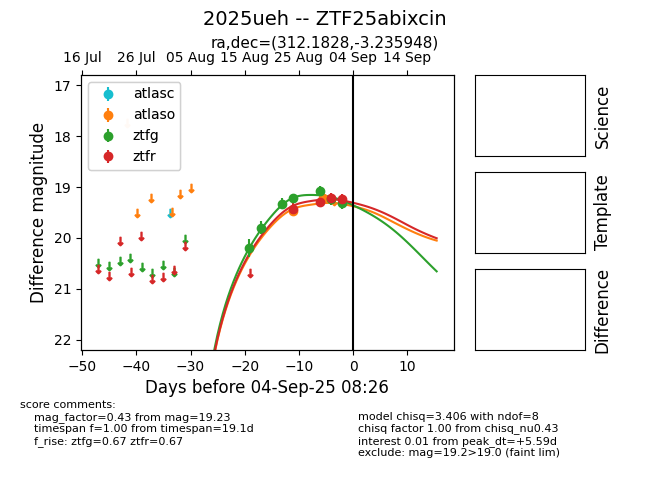 2025ueh -- ZTF25abixcin
ra,dec=(312.1828,-3.235948)
16 Jul 26 Jul 05 Aug 15 Aug 25 Aug 04 Sep 14 Sep
17
18
19
20
21
22
Difference magnitude
atlasc
atlaso
ztfg
ztfr
−50 −40 −30 −20 −10 0 10
Days before 04-Sep-25 08:26
Science
Template
Difference
score comments:
mag_factor=0.43 from mag=19.23
timespan f=1.00 from timespan=19.1d
f_rise: ztfg=0.67 ztfr=0.67
model chisq=3.406 with ndof=8
chisq factor 1.00 from chisq_nu0.43
interest 0.01 from peak_dt=+5.59d
exclude: mag=19.2>19.0 (faint lim)